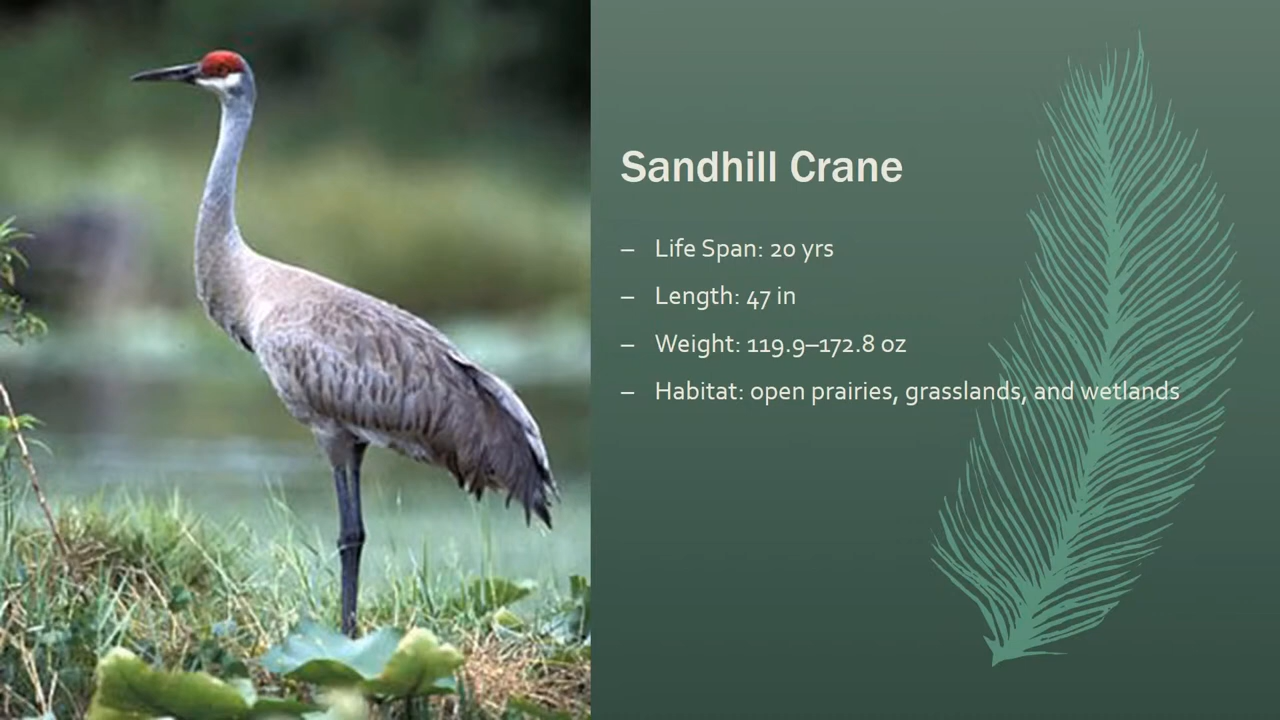 Sandhill Crane
– Life Span: 20 yrs
– Length: 47 in
– Weight: 119.9–172.8 oz
– Habitat: open prairies, grasslands, and wetlands